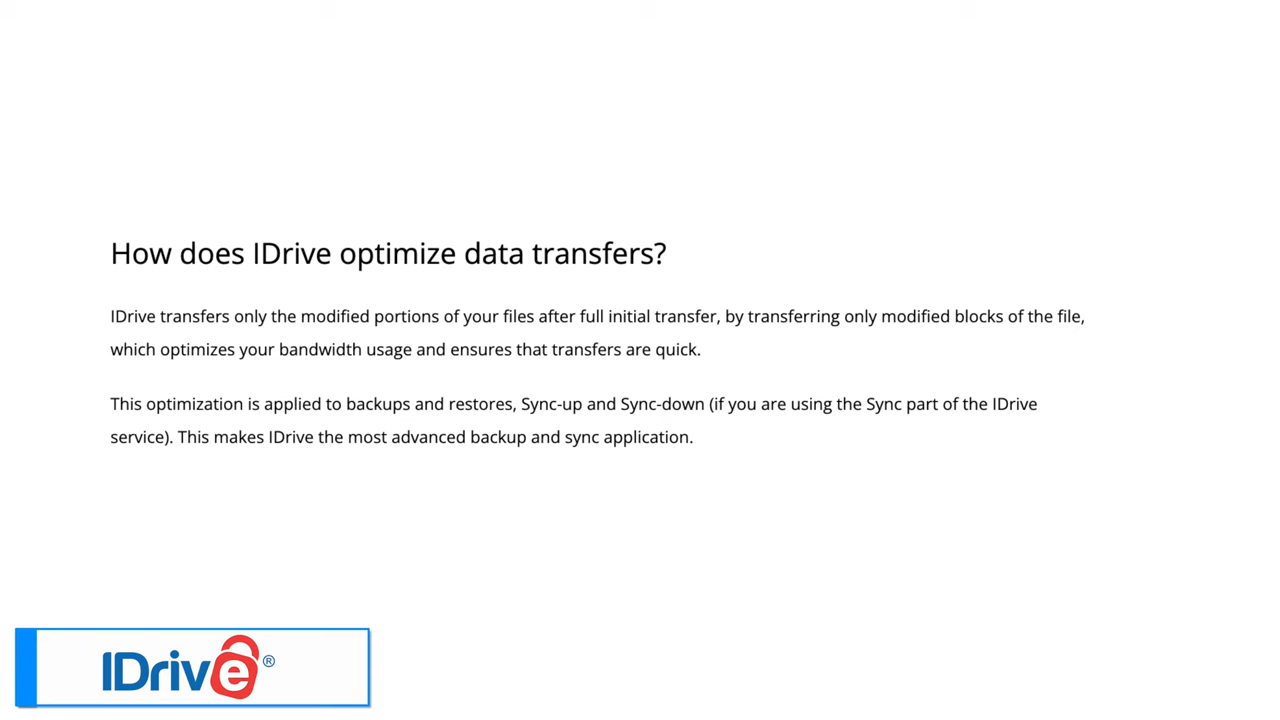 How does IDrive optimize data transfers?
IDrive transfers only the modified portions of your files after full initial transfer, by transferring only modified blocks of the file,
which optimizes your bandwidth usage and ensures that transfers are quick.
This optimization is applied to backups and restores, Sync-up and Sync-down (if you are using the Sync part of the IDrive
service). This makes IDrive the most advanced backup and sync application.
IDrive®